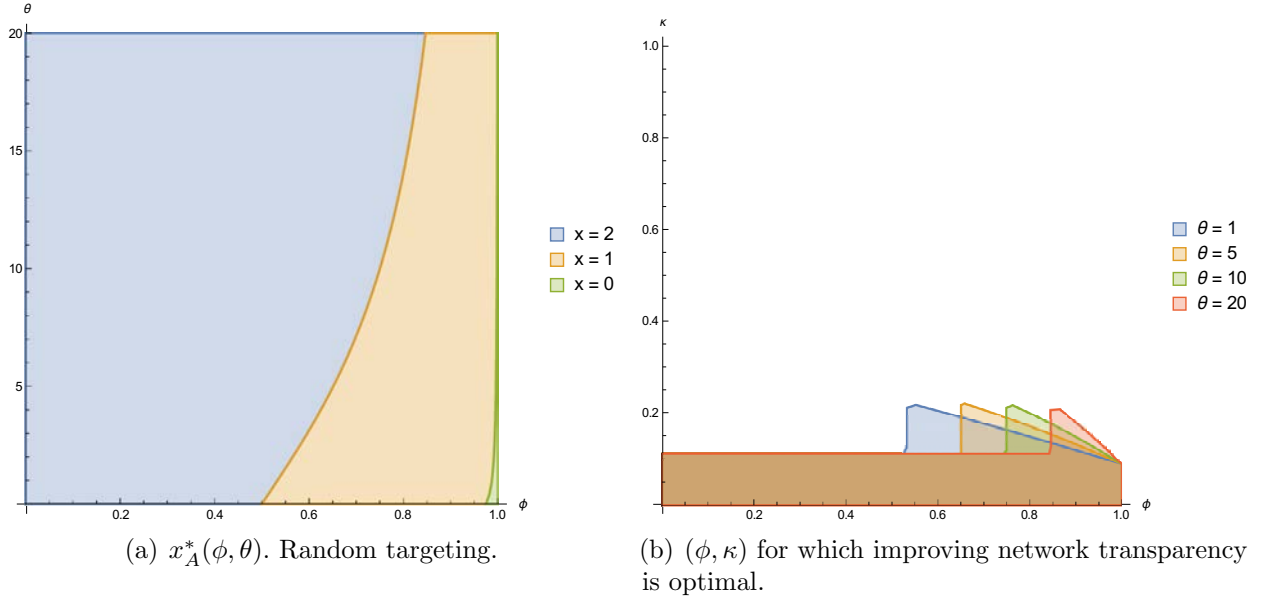 θ
20
15
10
5
0.2 0.4 0.6 0.8 1.0 ϕ
x = 2
x = 1
x = 0
(a) x*_A(ϕ, θ). Random targeting.
κ
1.0
0.8
0.6
0.4
0.2
0.2 0.4 0.6 0.8 1.0 ϕ
θ = 1
θ = 5
θ = 10
θ = 20
(b) (ϕ, κ) for which improving network transparency
is optimal.